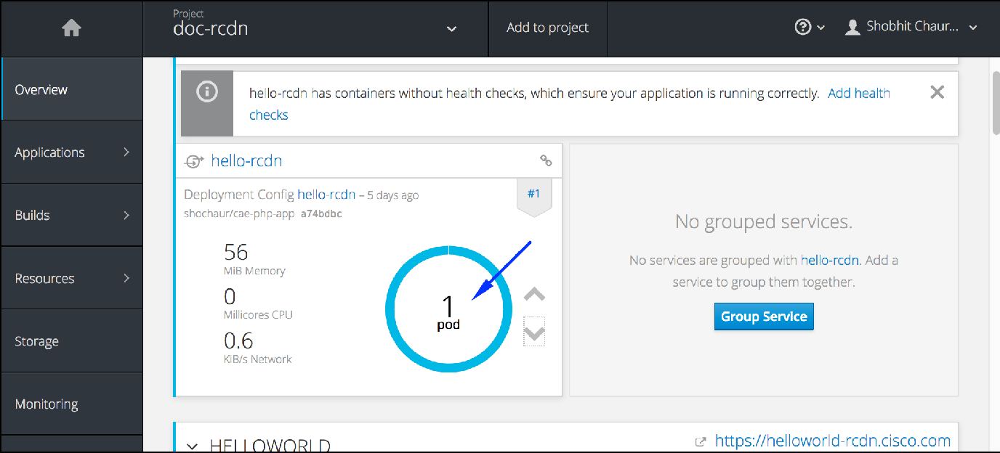 Project
doc-rcdn
Add to project
Shobhit Chaur...
Overview
Applications
Builds
Resources
Storage
Monitoring
hello-rcdn has containers without health checks, which ensure your application is running correctly. Add health
checks
hello-rcdn
Deployment Config hello-rcdn – 5 days ago
#1
shochaur/cae-php-app a74bdbc
56
MiB Memory
0
Millicores CPU
0.6
KiB/s Network
1
pod
No grouped services.
No services are grouped with hello-rcdn. Add a
service to group them together.
Group Service
HELLOWORLD
https://helloworld-rcdn.cisco.com